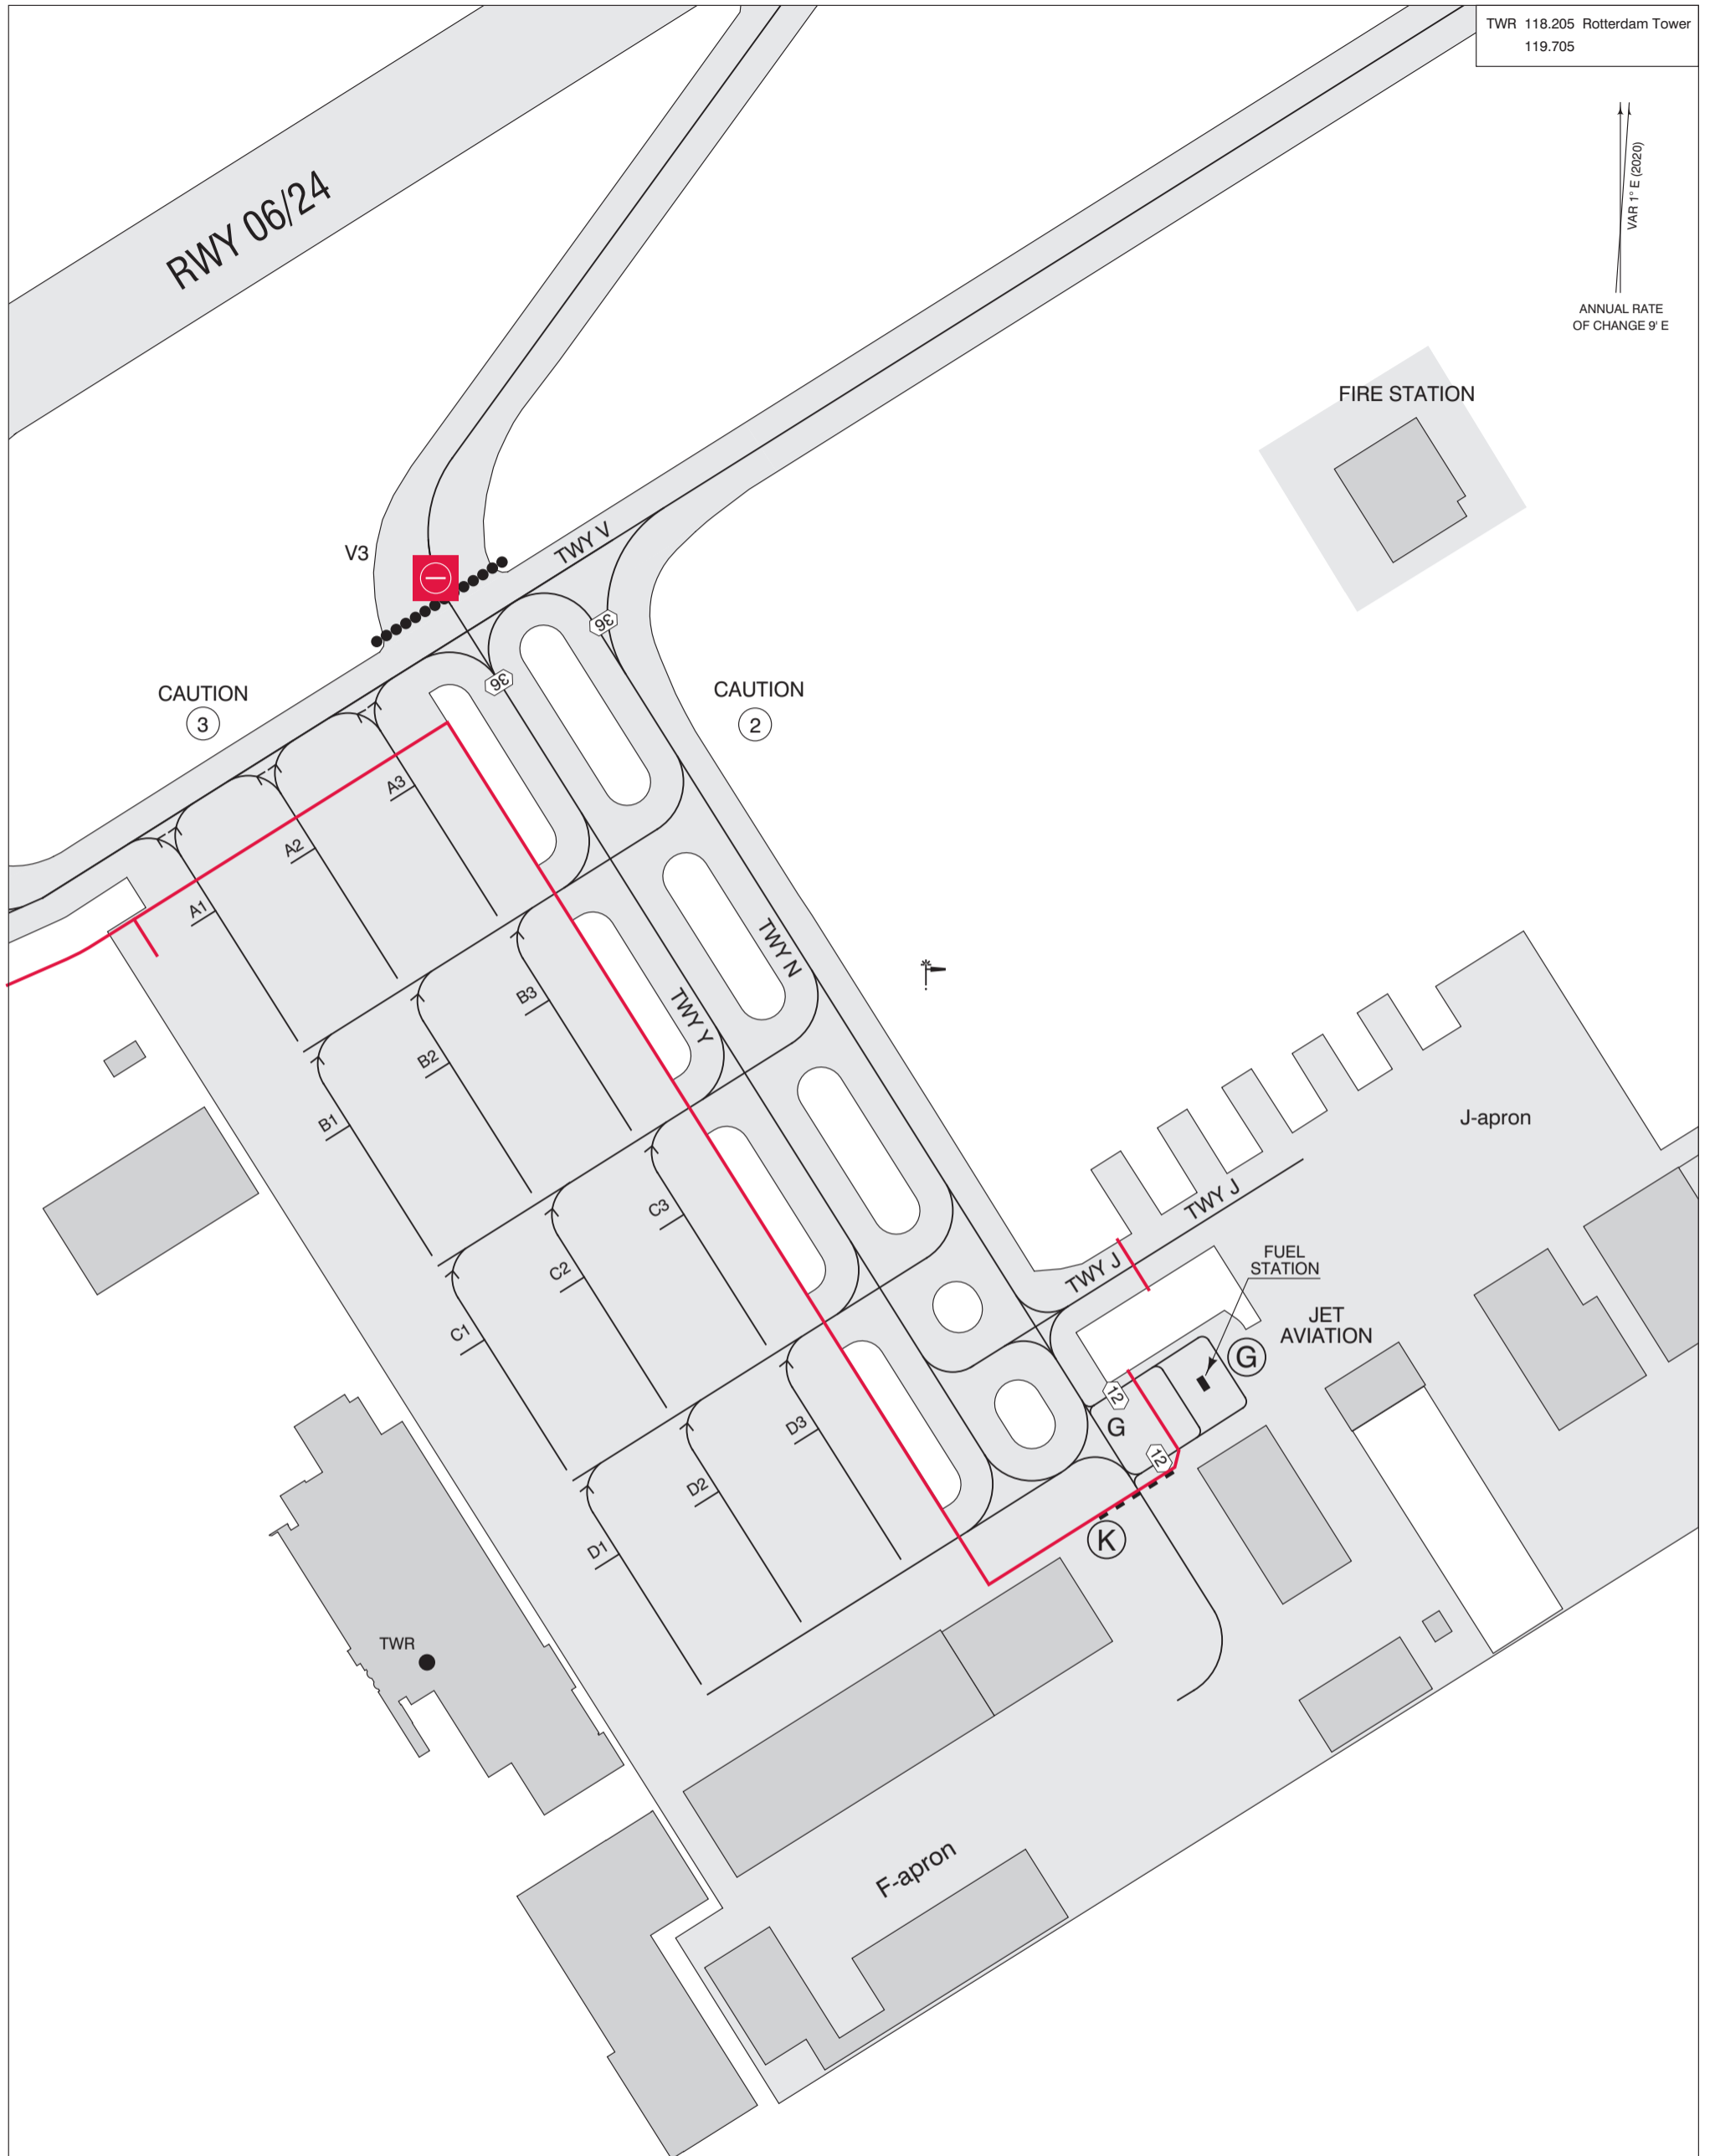 TWR 118.205 Rotterdam Tower
119.705
RWY 06/24
VAR 1° E (2020)
ANNUAL RATE
OF CHANGE 9' E
FIRE STATION
V3
TWY V
36
36
CAUTION
3
CAUTION
2
A3
A2
A1
TWY N
B3
TWY Y
B2
B1
J-apron
TWY J
C3
C2
TWY J
FUEL
STATION
C1
JET
AVIATION
G
12
G
D3
12
D2
K
D1
TWR
F-apron